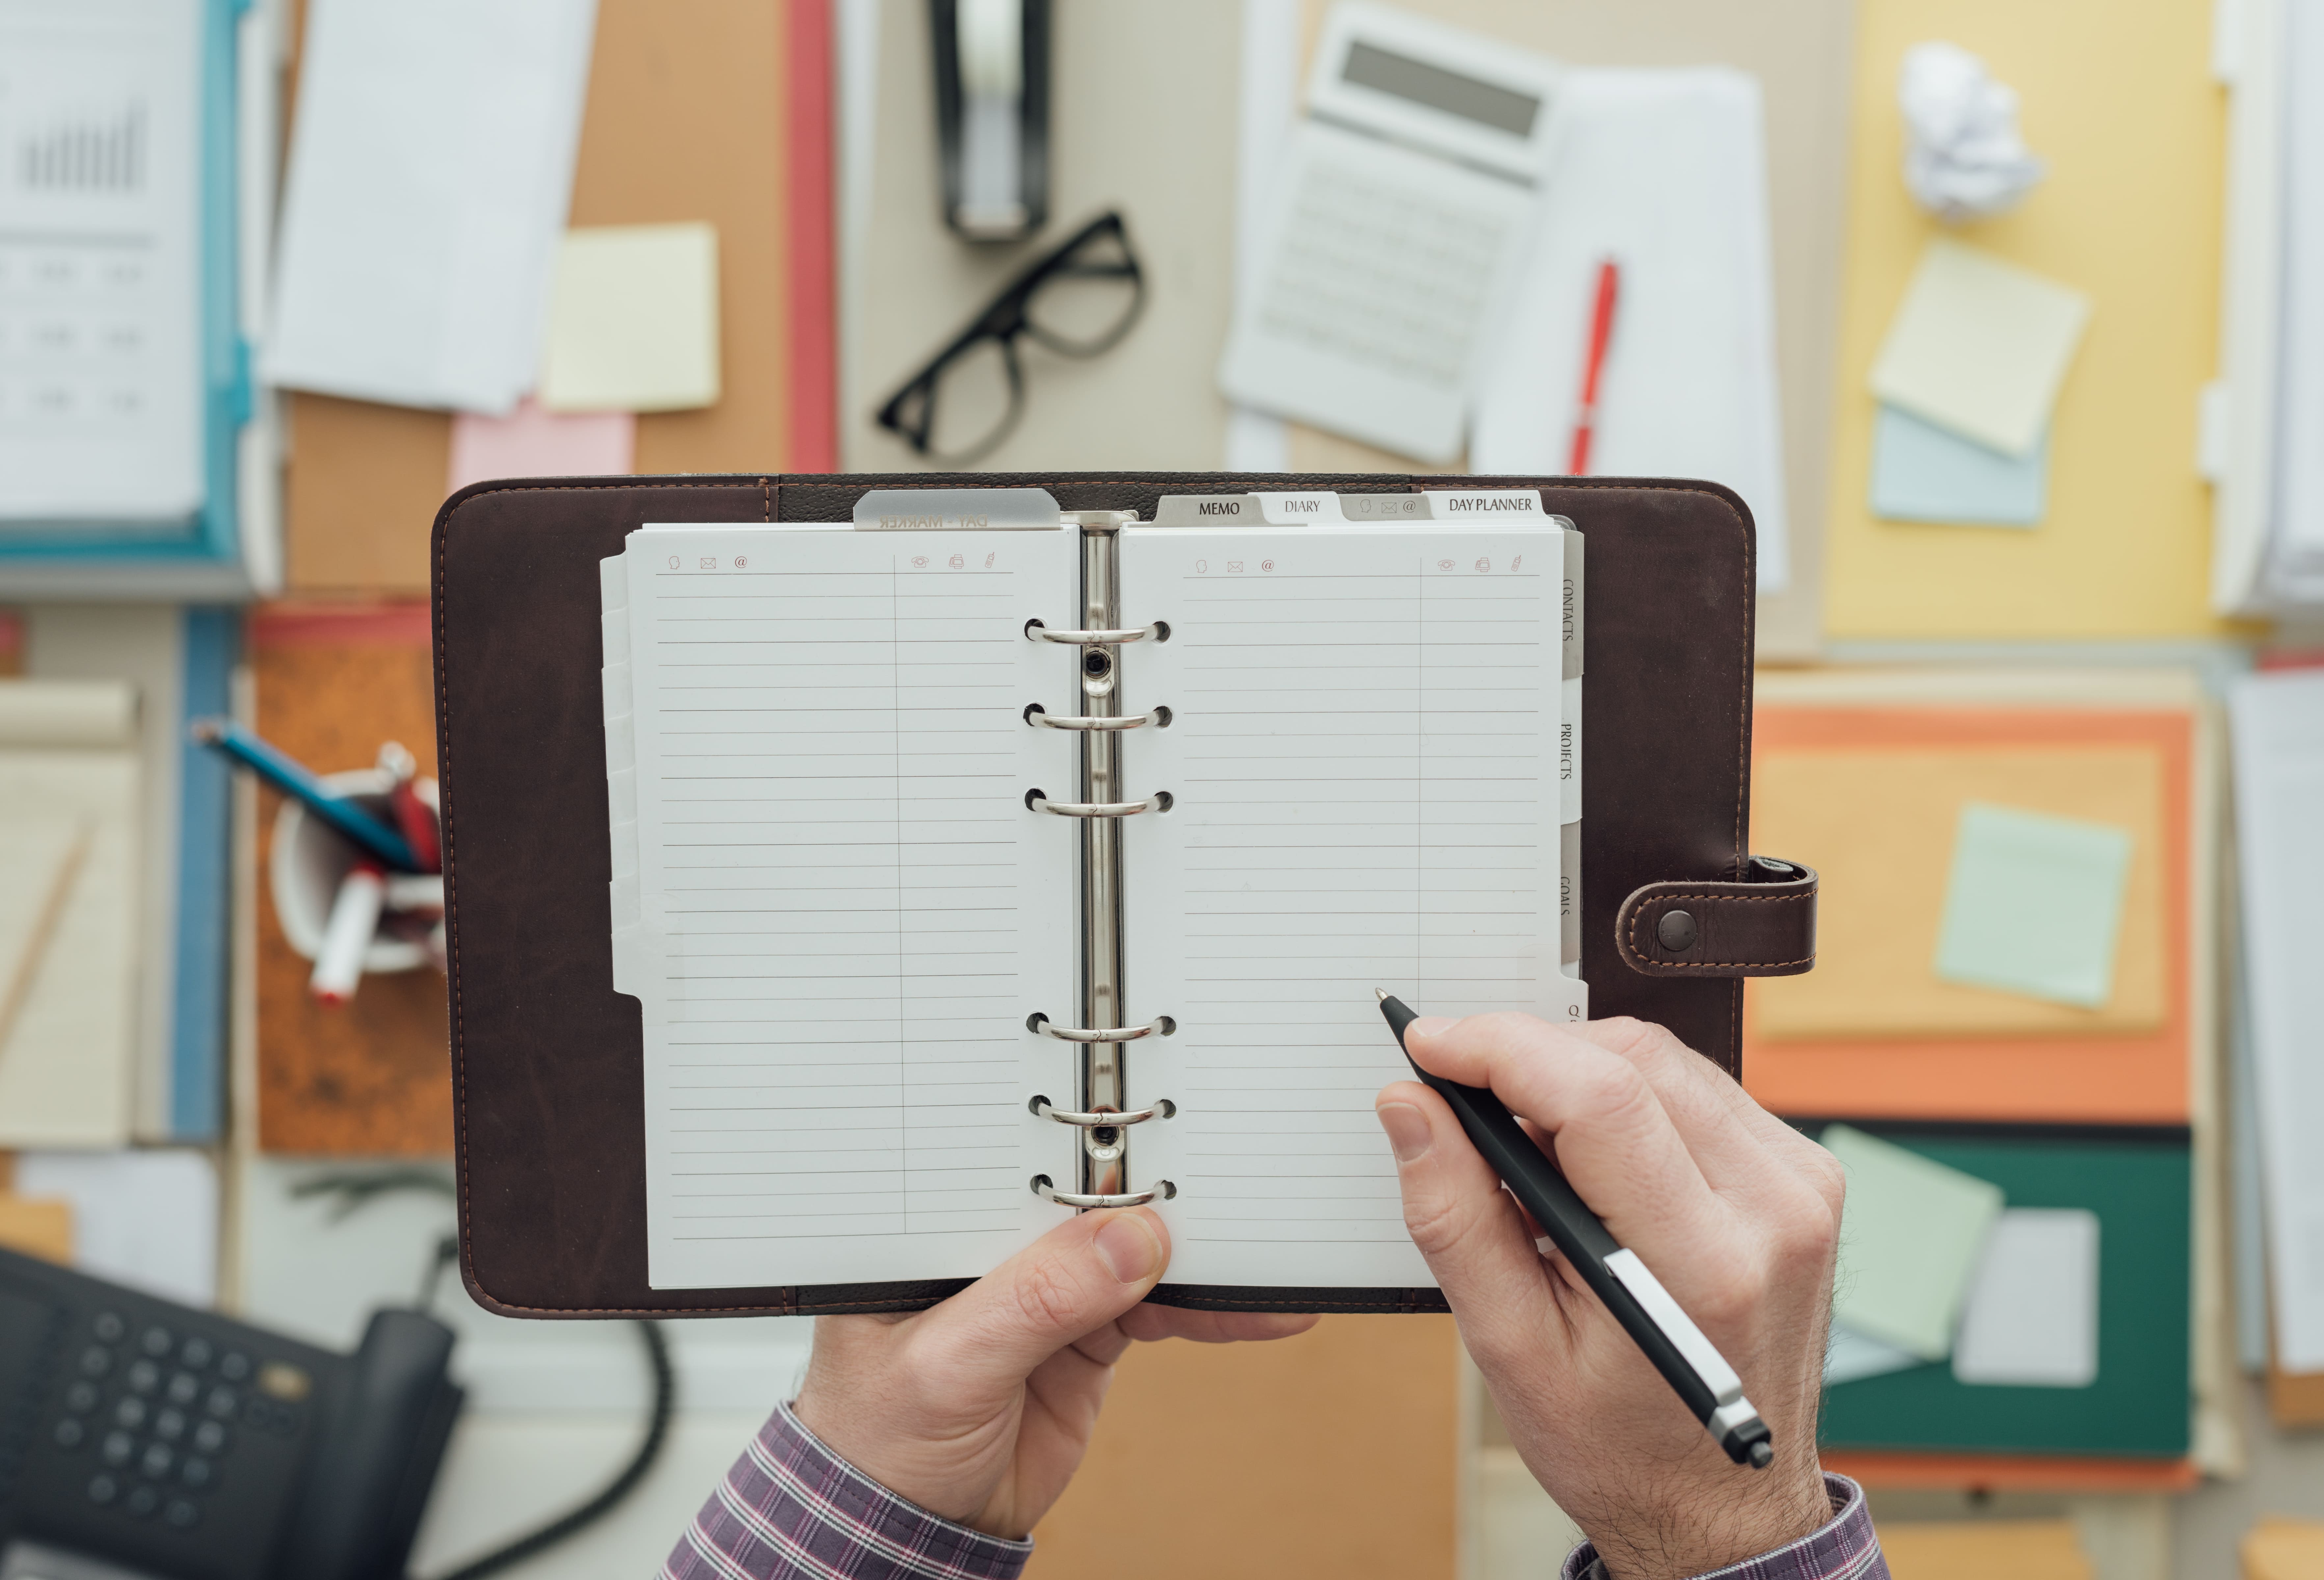 DAY - MARKER
MEMO
DIARY
@
DAY PLANNER
@
@
CONTACTS
PROJECTS
GOALS